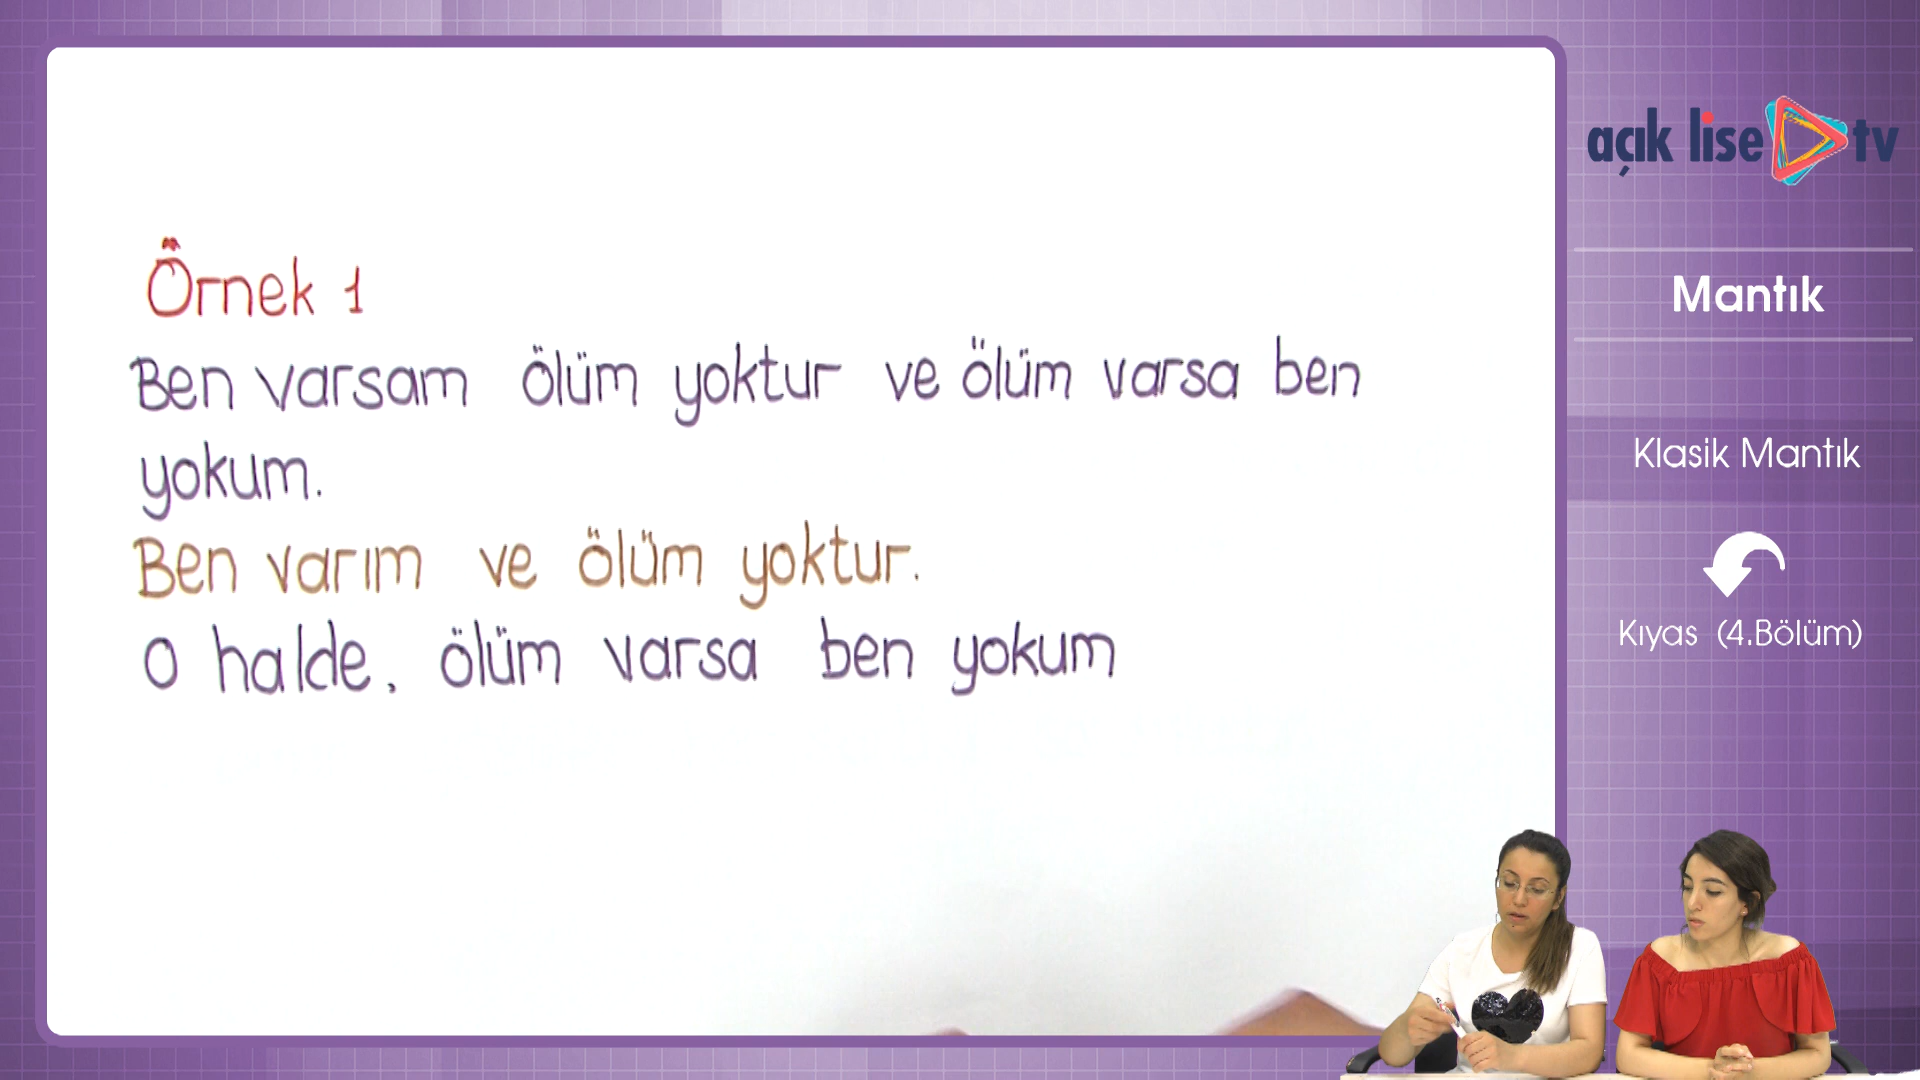 Örnek 1
Ben varsam ölüm yoktur ve ölüm varsa ben
yokum.
Ben varım ve ölüm yoktur.
O halde, ölüm varsa ben yokum
açık lise tv
Mantık
Klasik Mantık
Kıyas (4.Bölüm)